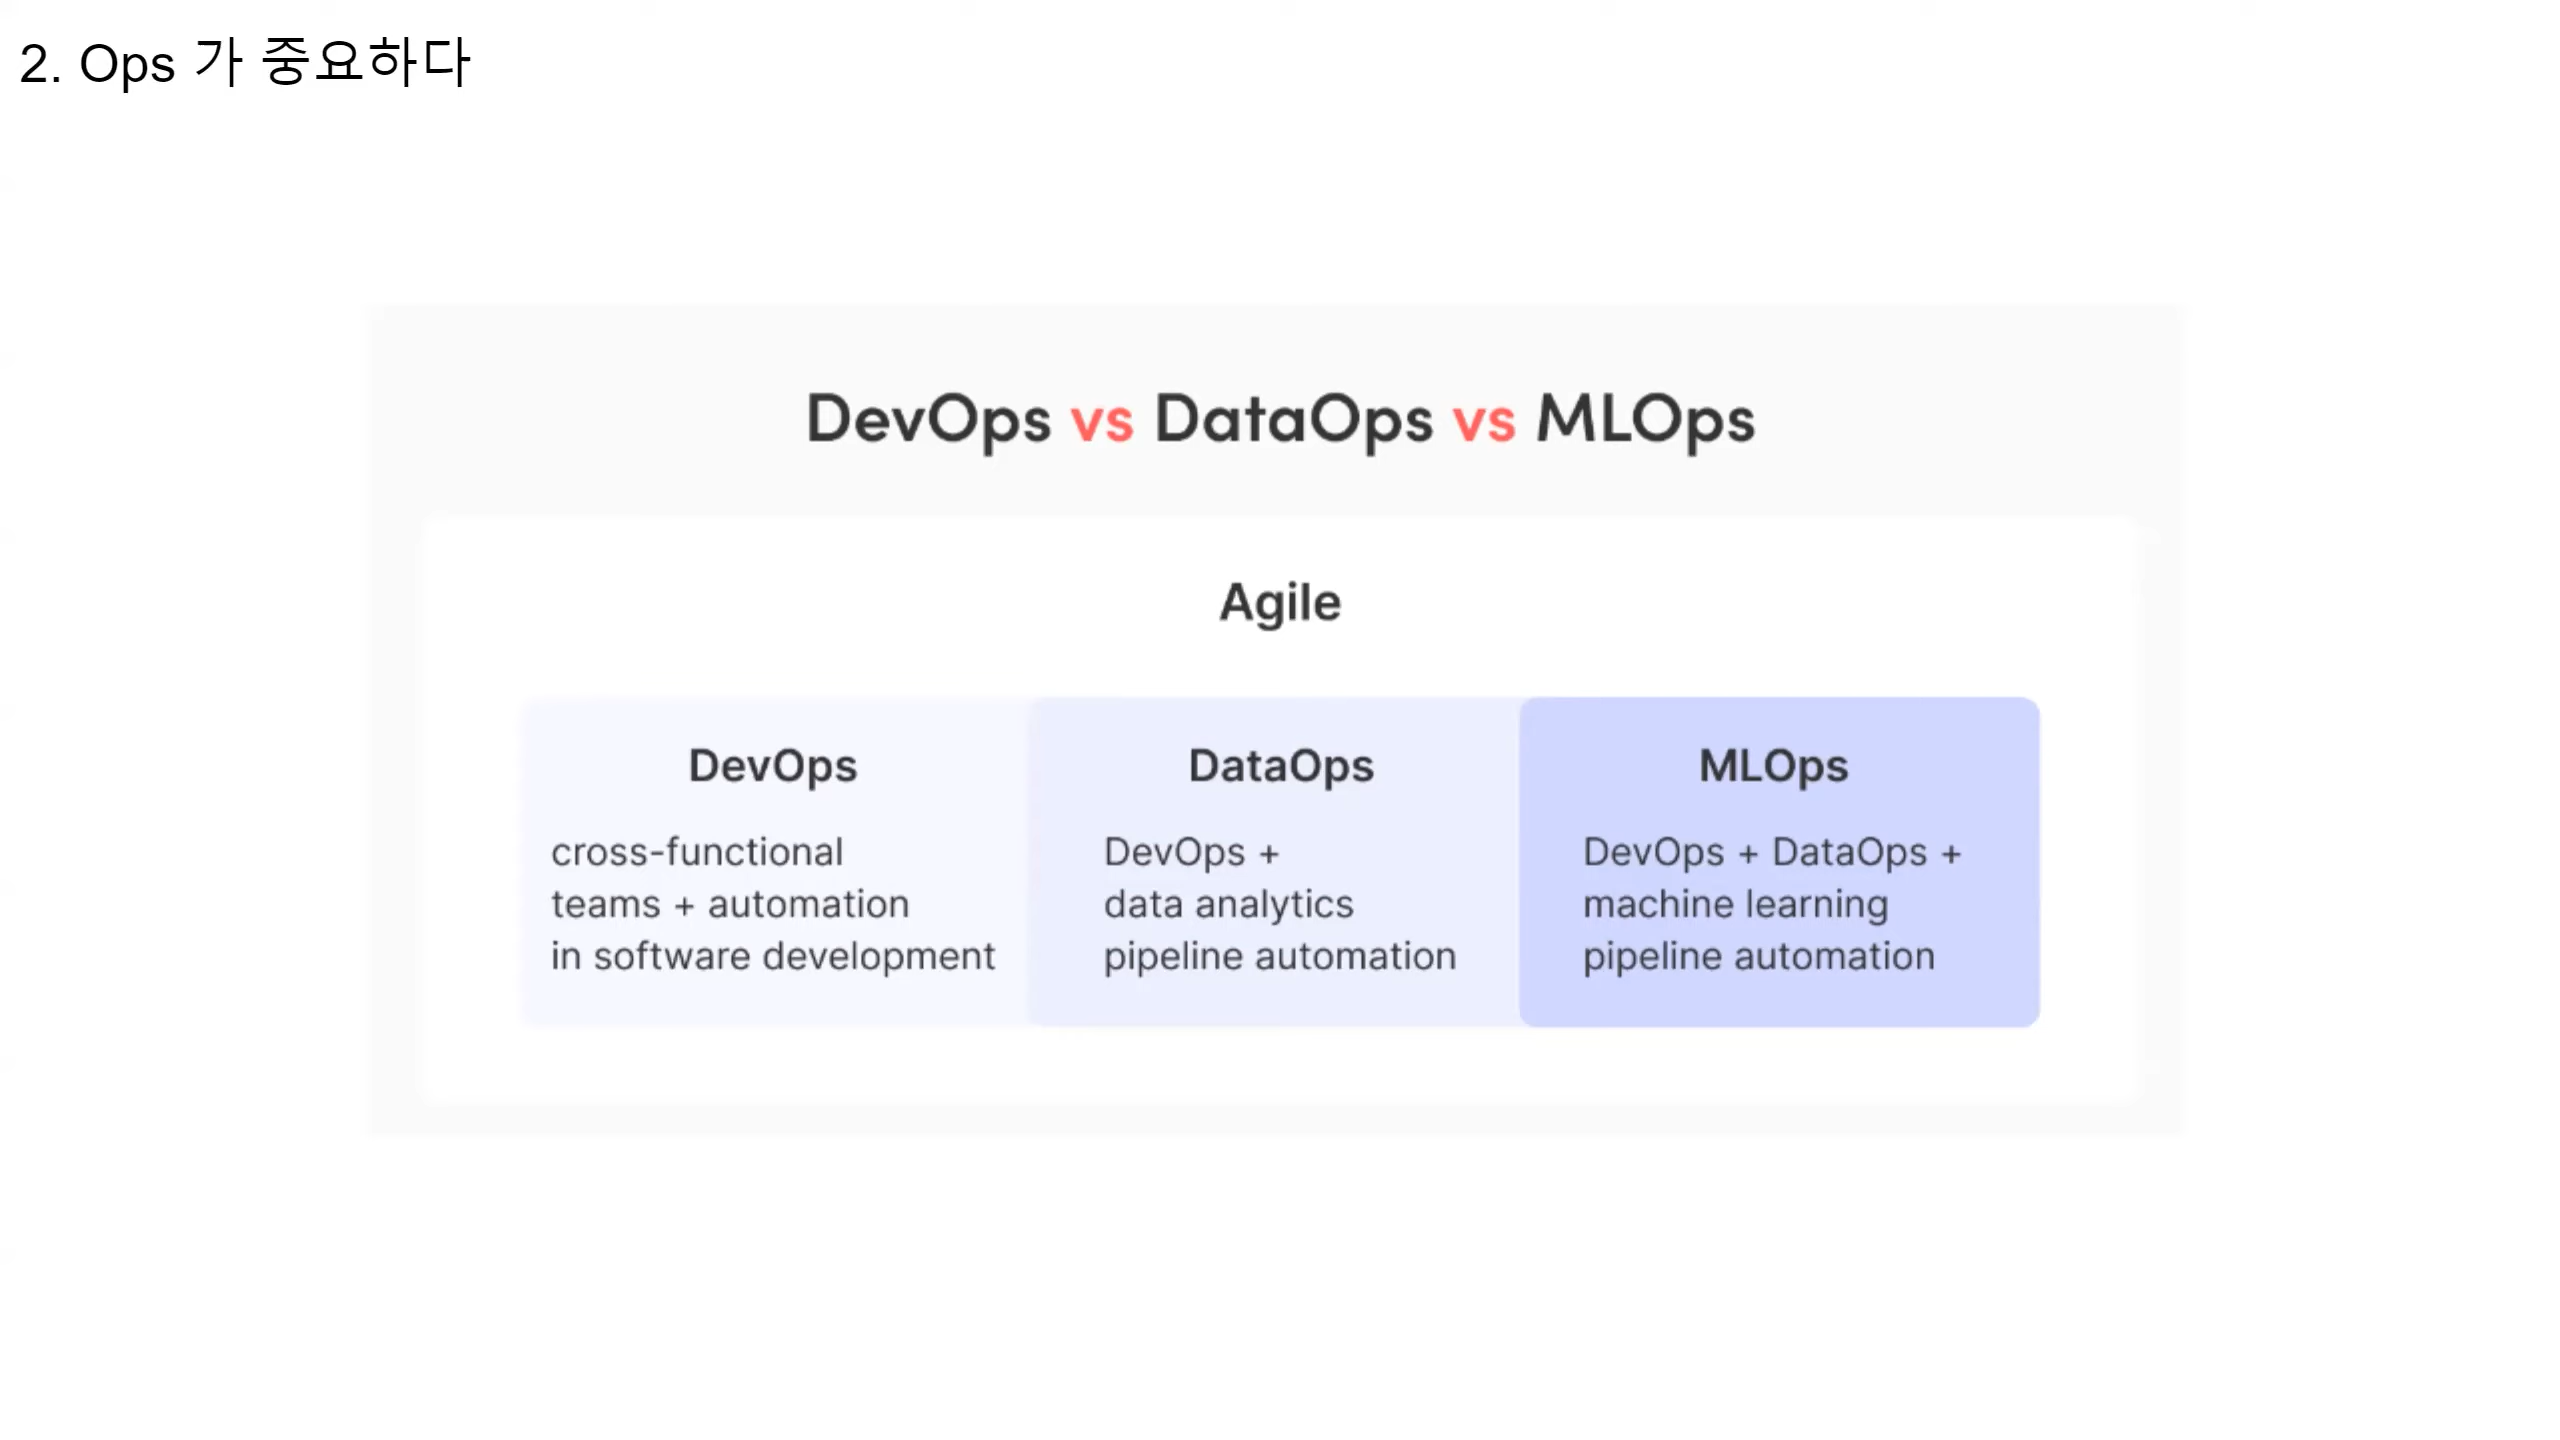 2. Ops 가 중요하다
DevOps vs DataOps vs MLOps
Agile
DevOps
cross-functional
teams + automation
in software development
DataOps
DevOps +
data analytics
pipeline automation
MLOps
DevOps + DataOps +
machine learning
pipeline automation